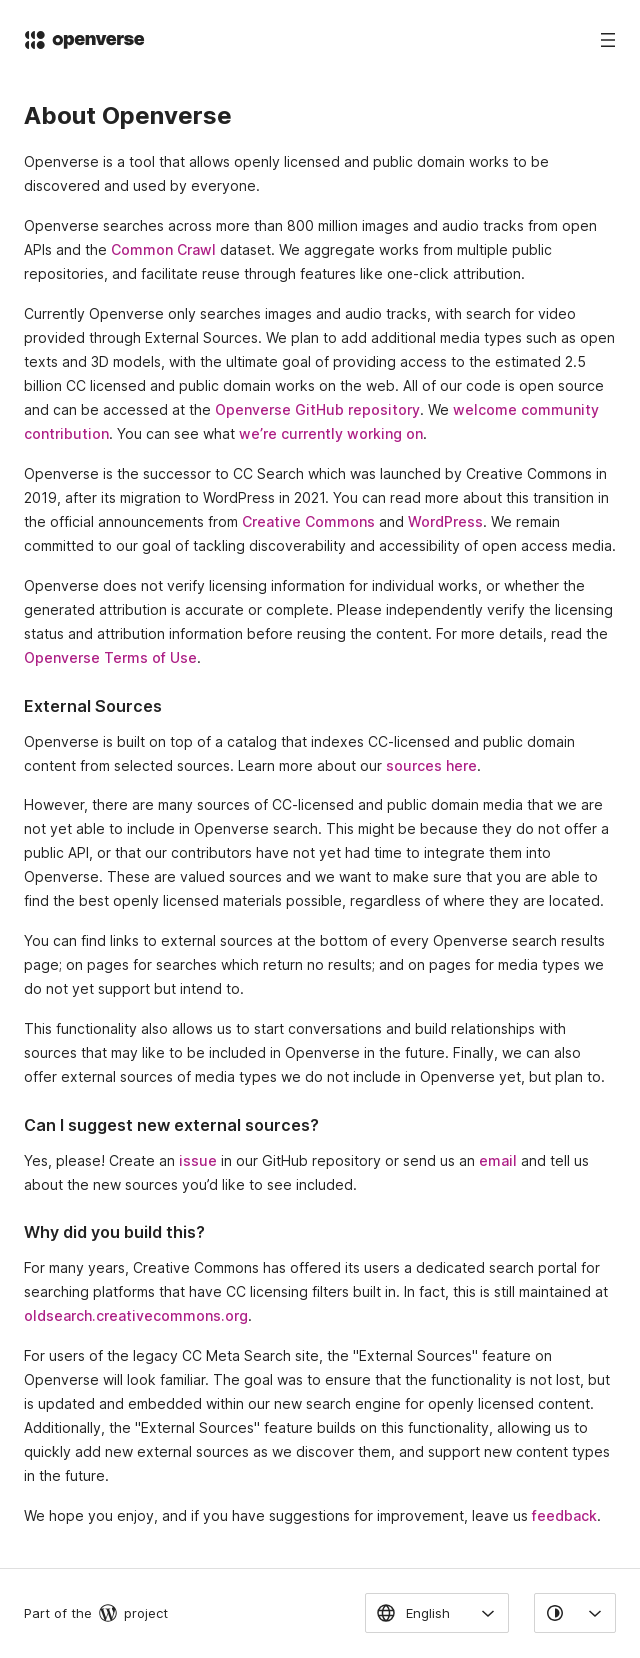 openverse
About Openverse
Openverse is a tool that allows openly licensed and public domain works to be
discovered and used by everyone.
Openverse searches across more than 800 million images and audio tracks from open
APIs and the Common Crawl dataset. We aggregate works from multiple public
repositories, and facilitate reuse through features like one-click attribution.
Currently Openverse only searches images and audio tracks, with search for video
provided through External Sources. We plan to add additional media types such as open
texts and 3D models, with the ultimate goal of providing access to the estimated 2.5
billion CC licensed and public domain works on the web. All of our code is open source
and can be accessed at the Openverse GitHub repository. We welcome community
contribution. You can see what we’re currently working on.
Openverse is the successor to CC Search which was launched by Creative Commons in
2019, after its migration to WordPress in 2021. You can read more about this transition in
the official announcements from Creative Commons and WordPress. We remain
committed to our goal of tackling discoverability and accessibility of open access media.
Openverse does not verify licensing information for individual works, or whether the
generated attribution is accurate or complete. Please independently verify the licensing
status and attribution information before reusing the content. For more details, read the
Openverse Terms of Use.
External Sources
Openverse is built on top of a catalog that indexes CC-licensed and public domain
content from selected sources. Learn more about our sources here.
However, there are many sources of CC-licensed and public domain media that we are
not yet able to include in Openverse search. This might be because they do not offer a
public API, or that our contributors have not yet had time to integrate them into
Openverse. These are valued sources and we want to make sure that you are able to
find the best openly licensed materials possible, regardless of where they are located.
You can find links to external sources at the bottom of every Openverse search results
page; on pages for searches which return no results; and on pages for media types we
do not yet support but intend to.
This functionality also allows us to start conversations and build relationships with
sources that may like to be included in Openverse in the future. Finally, we can also
offer external sources of media types we do not include in Openverse yet, but plan to.
Can I suggest new external sources?
Yes, please! Create an issue in our GitHub repository or send us an email and tell us
about the new sources you’d like to see included.
Why did you build this?
For many years, Creative Commons has offered its users a dedicated search portal for
searching platforms that have CC licensing filters built in. In fact, this is still maintained at
oldsearch.creativecommons.org.
For users of the legacy CC Meta Search site, the "External Sources" feature on
Openverse will look familiar. The goal was to ensure that the functionality is not lost, but
is updated and embedded within our new search engine for openly licensed content.
Additionally, the "External Sources" feature builds on this functionality, allowing us to
quickly add new external sources as we discover them, and support new content types
in the future.
We hope you enjoy, and if you have suggestions for improvement, leave us feedback.
Part of the project
English